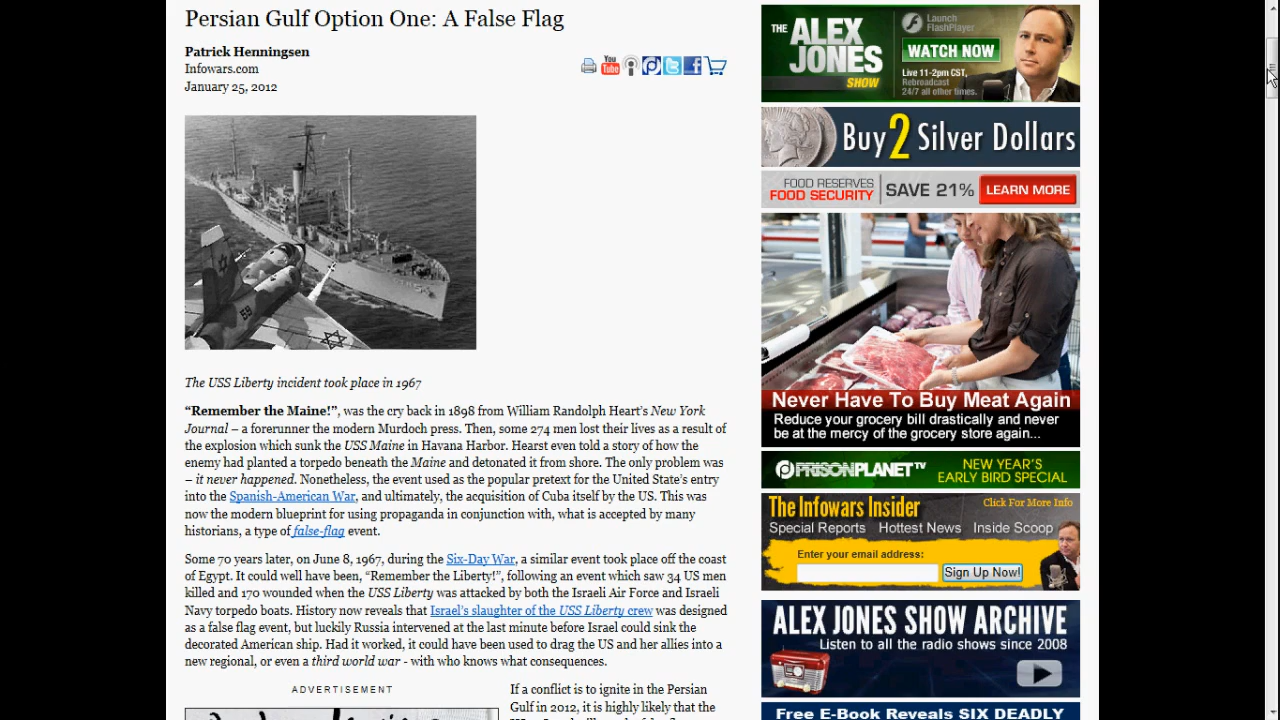 Persian Gulf Option One: A False Flag
Patrick Henningsen
Infowars.com
January 25, 2012
You
Tube
The USS Liberty incident took place in 1967
“Remember the Maine!”, was the cry back in 1898 from William Randolph Heart’s New York
Journal – a forerunner the modern Murdoch press. Then, some 274 men lost their lives as a result of
the explosion which sunk the USS Maine in Havana Harbor. Hearst even told a story of how the
enemy had planted a torpedo beneath the Maine and detonated it from shore. The only problem was
– it never happened. Nonetheless, the event used as the popular pretext for the United State’s entry
into the Spanish-American War, and ultimately, the acquisition of Cuba itself by the US. This was
now the modern blueprint for using propaganda in conjunction with, what is accepted by many
historians, a type of false-flag event.
Some 70 years later, on June 8, 1967, during the Six-Day War, a similar event took place off the coast
of Egypt. It could well have been, “Remember the Liberty!”, following an event which saw 34 US men
killed and 170 wounded when the USS Liberty was attacked by both the Israeli Air Force and Israeli
Navy torpedo boats. History now reveals that Israel’s slaughter of the USS Liberty crew was designed
as a false flag event, but luckily Russia intervened at the last minute before Israel could sink the
decorated American ship. Had it worked, it could have been used to drag the US and her allies into a
new regional, or even a third world war - with who knows what consequences.
ADVERTISEMENT
If a conflict is to ignite in the Persian
Gulf in 2012, it is highly likely that the
THE
ALEX
JONES
SHOW
Launch
FlashPlayer
WATCH NOW
Live 11-2pm CST,
Rebroadcast
24/7 all other times.
Buy 2 Silver Dollars
FOOD RESERVES
FOOD SECURITY
SAVE 21%
LEARN MORE
Never Have To Buy Meat Again
Reduce your grocery bill drastically and never
be at the mercy of the grocery store again...
PRISONPLANET TV
NEW YEAR'S
EARLY BIRD SPECIAL
The Infowars Insider
Click For More Info
Special Reports Hottest News Inside Scoop
Enter your email address:
Sign Up Now!
ALEX JONES SHOW ARCHIVE
Listen to all the radio shows since 2008
Free E-Book Reveals SIX DEADLY